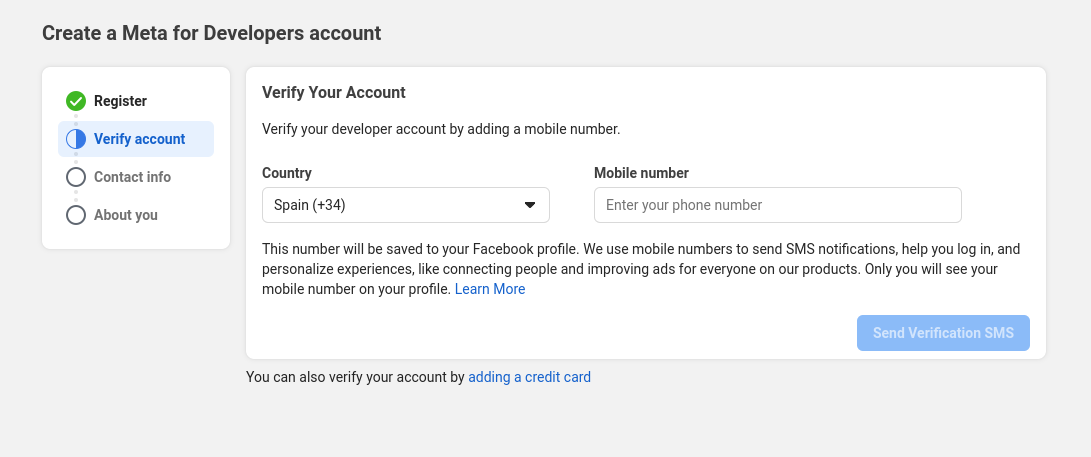 Create a Meta for Developers account
Register
Verify account
Contact info
About you
Verify Your Account
Verify your developer account by adding a mobile number.
Country
Mobile number
Spain (+34)
Enter your phone number
This number will be saved to your Facebook profile. We use mobile numbers to send SMS notifications, help you log in, and
personalize experiences, like connecting people and improving ads for everyone on our products. Only you will see your
mobile number on your profile. Learn More
Send Verification SMS
You can also verify your account by adding a credit card